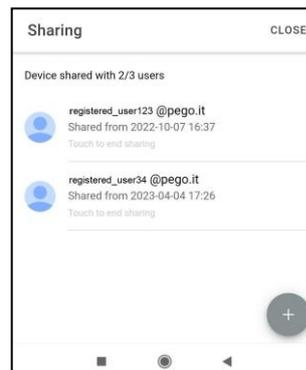 Sharing
CLOSE
Device shared with 2/3 users
registered_user123 @pego.it
Shared from 2022-10-07 16:37
Touch to end sharing
registered_user34 @pego.it
Shared from 2023-04-04 17:26
Touch to end sharing
+